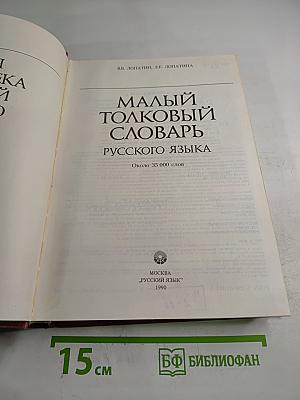 В.В. ЛОПАТИН, Л.Е. ЛОПАТИНА
МАЛЫЙ
ТОЛКОВЫЙ
СЛОВАРЬ
РУССКОГО ЯЗЫКА
Около 35 000 слов
МОСКВА
„РУССКИЙ ЯЗЫК"
1990
15 см
БФ БИБЛИОФАН